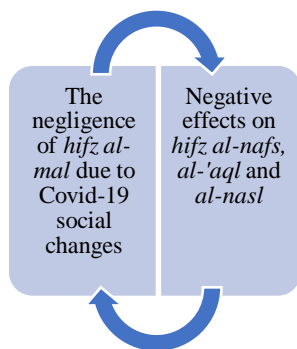 The
negligence
of hifz al-
mal due to
Covid-19
social
changes
Negative
effects on
hifz al-nafs,
al-'aql and
al-nasl